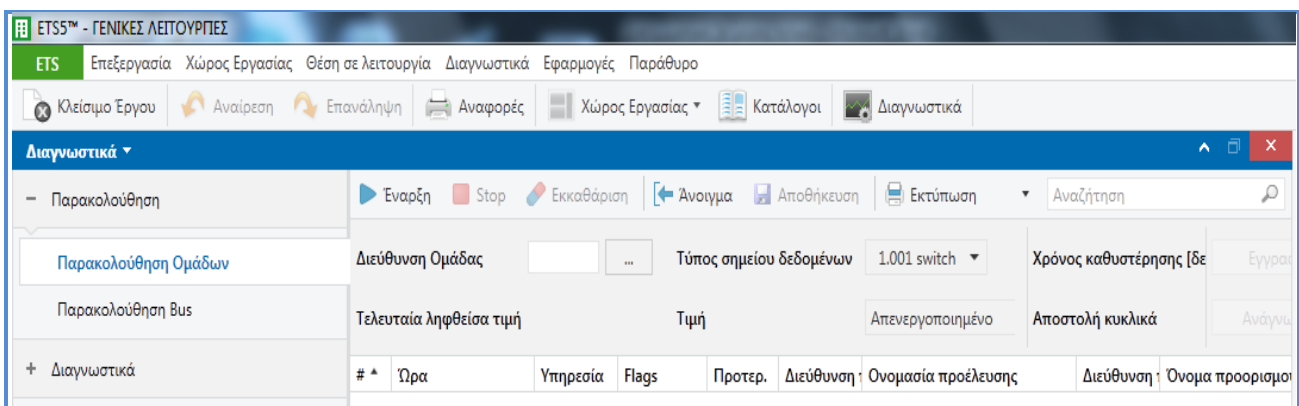 ETS5™ - ΓΕΝΙΚΕΣ ΛΕΙΤΟΥΡΓΙΕΣ
ETS Επεξεργασία Χώρος Εργασίας Θέση σε λειτουργία Διαγνωστικά Εφαρμογές Παράθυρο
Κλείσιμο Έργου Αναίρεση Επανάληψη Αναφορές Χώρος Εργασίας Κατάλογοι Διαγνωστικά
Διαγνωστικά
Παρακολούθηση
Έναρξη Stop Εκκαθάριση Άνοιγμα Αποθήκευση Εκτύπωση Αναζήτηση
Παρακολούθηση Ομάδων
Διεύθυνση Ομάδας ... Τύπος σημείου δεδομένων 1.001 switch Χρόνος καθυστέρησης [δε Εγγρα
Παρακολούθηση Bus
Τελευταία ληφθείσα τιμή Τιμή Απενεργοποιημένο Αποστολή κυκλικά Ανάγνω
Διαγνωστικά
# Ώρα Υπηρεσία Flags Προτερ. Διεύθυνση Ονομασία προέλευσης Διεύθυνση Όνομα προορισμο